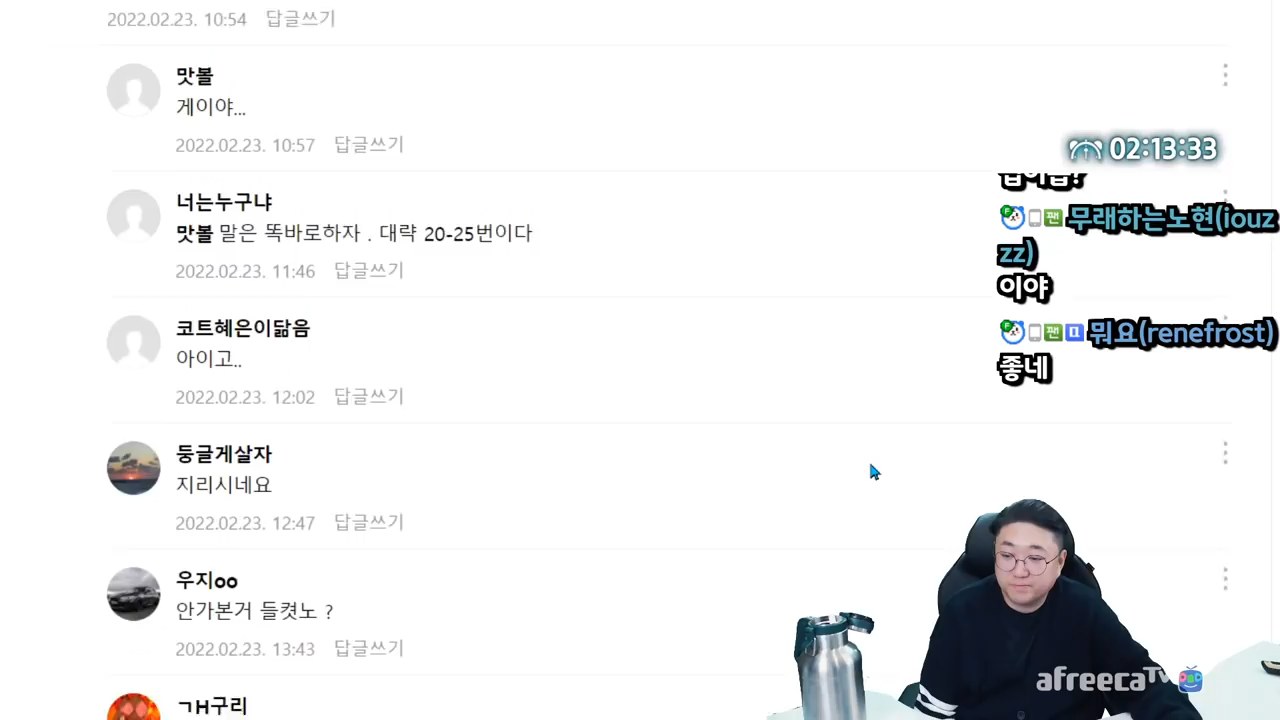 2022.02.23. 10:54 답글쓰기
맛볼
게이야...
2022.02.23. 10:57 답글쓰기
너는누구냐
맛볼 말은 똑바로하자 . 대략 20-25번이다
2022.02.23. 11:46 답글쓰기
코트혜은이닮음
아이고..
2022.02.23. 12:02 답글쓰기
둥글게살자
지리시네요
2022.02.23. 12:47 답글쓰기
우지oo
안가본거 들켯노 ?
2022.02.23. 13:43 답글쓰기
ㄱH구리
02:13:33
F 팬 무래하는노현(iouz
zz)
이야
F 팬 뭐요(renefrost)
좋네
afreecaTV